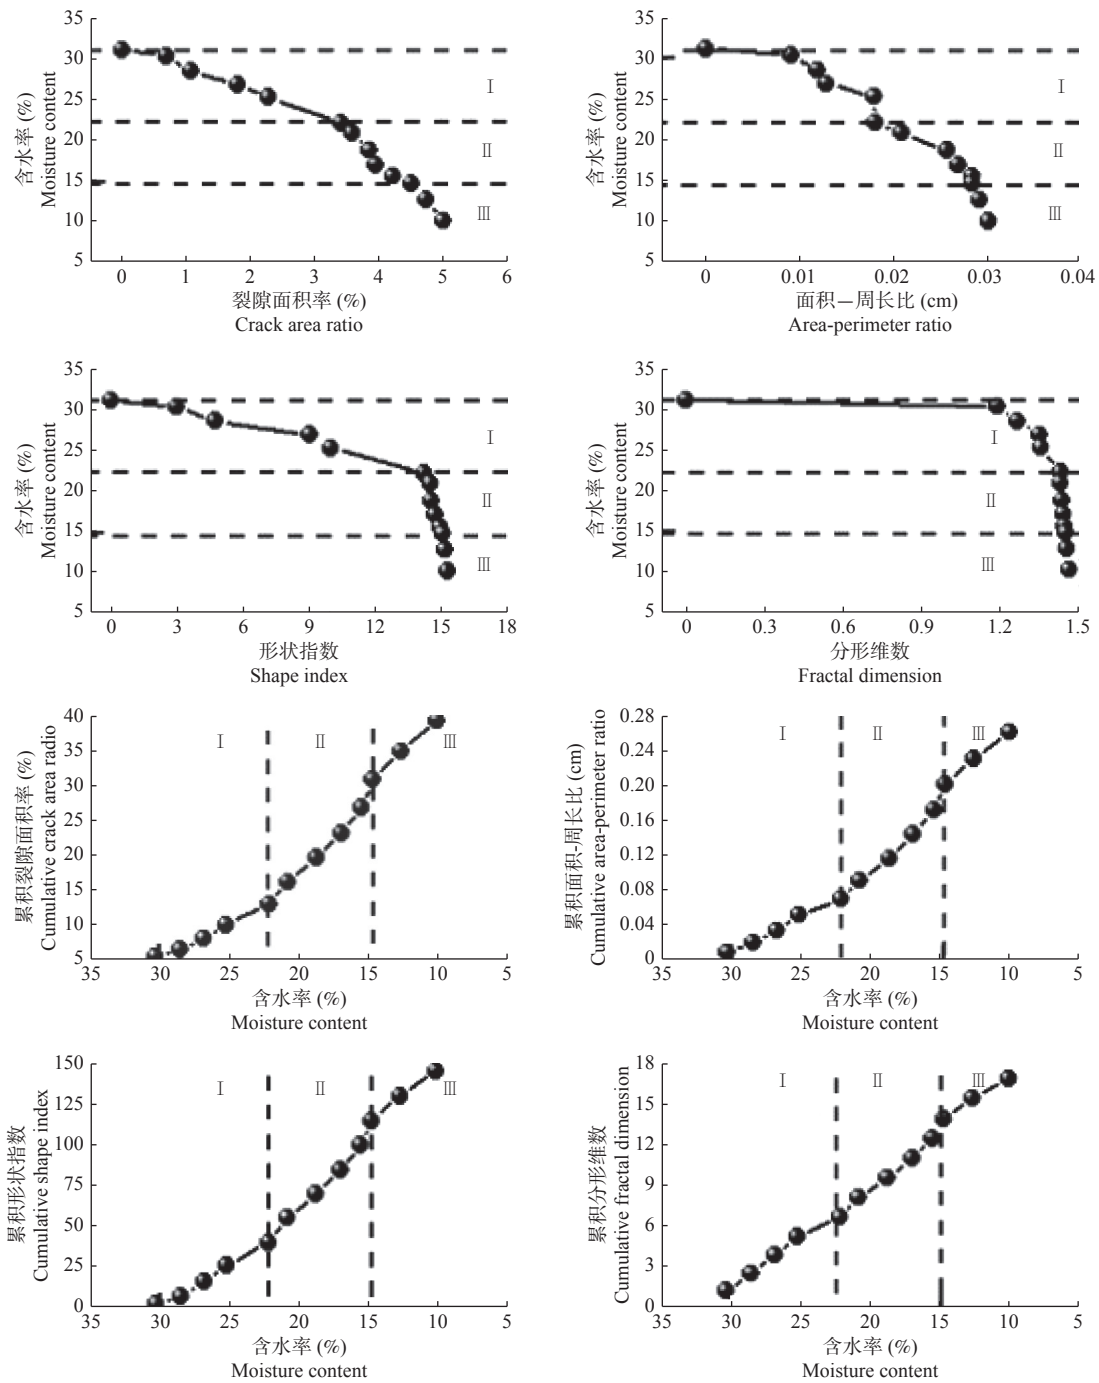 35
30
25
20
15
10
5
含水率 (%)
Moisture content
Ⅰ
Ⅱ
Ⅲ
0 1 2 3 4 5 6
裂隙面积率 (%)
Crack area ratio
35
30
25
20
15
10
5
含水率 (%)
Moisture content
Ⅰ
Ⅱ
Ⅲ
0 0.01 0.02 0.03 0.04
面积—周长比 (cm)
Area-perimeter ratio
35
30
25
20
15
10
5
含水率 (%)
Moisture content
Ⅰ
Ⅱ
Ⅲ
0 3 6 9 12 15 18
形状指数
Shape index
35
30
25
20
15
10
5
含水率 (%)
Moisture content
Ⅰ
Ⅱ
Ⅲ
0 0.3 0.6 0.9 1.2 1.5
分形维数
Fractal dimension
40
35
30
25
20
15
10
5
累积裂隙面积率 (%)
Cumulative crack area radio
Ⅰ Ⅱ Ⅲ
35 30 25 20 15 10 5
含水率 (%)
Moisture content
0.28
0.24
0.20
0.16
0.12
0.08
0.04
0
累积面积-周长比 (cm)
Cumulative area-perimeter ratio
Ⅰ Ⅱ Ⅲ
35 30 25 20 15 10 5
含水率 (%)
Moisture content
150
125
100
75
50
25
0
累积形状指数
Cumulative shape index
Ⅰ Ⅱ Ⅲ
35 30 25 20 15 10 5
含水率 (%)
Moisture content
18
15
12
9
6
3
0
累积分形维数
Cumulative fractal dimension
Ⅰ Ⅱ Ⅲ
35 30 25 20 15 10 5
含水率 (%)
Moisture content